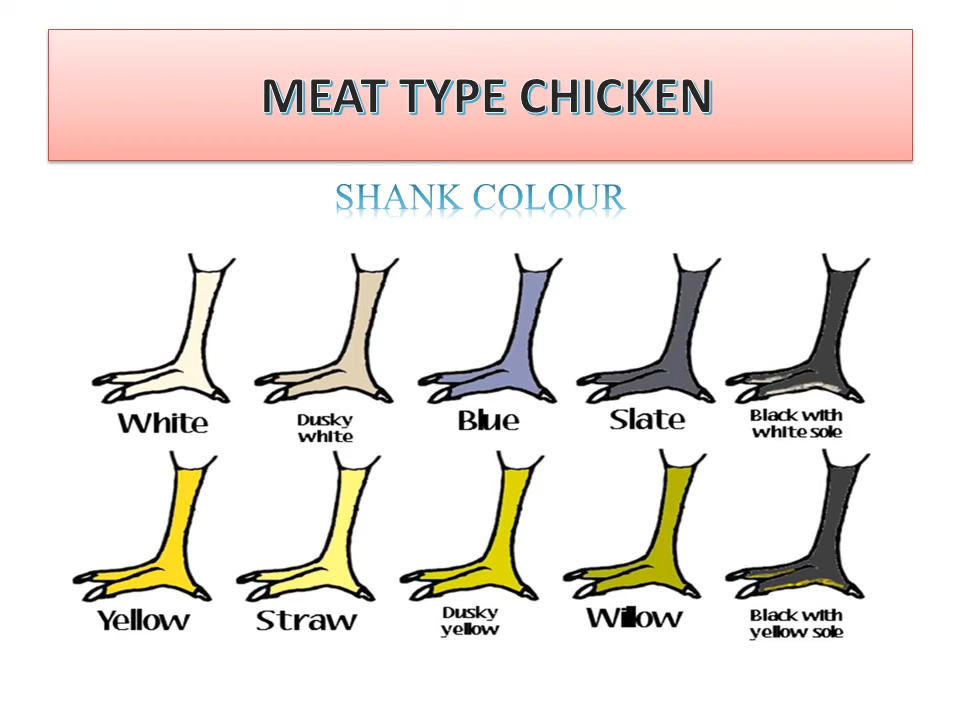 MEAT TYPE CHICKEN
SHANK COLOUR
White
Dusky
white
Blue
Slate
Black with
white sole
Yellow
Straw
Dusky
yellow
Willow
Black with
yellow sole